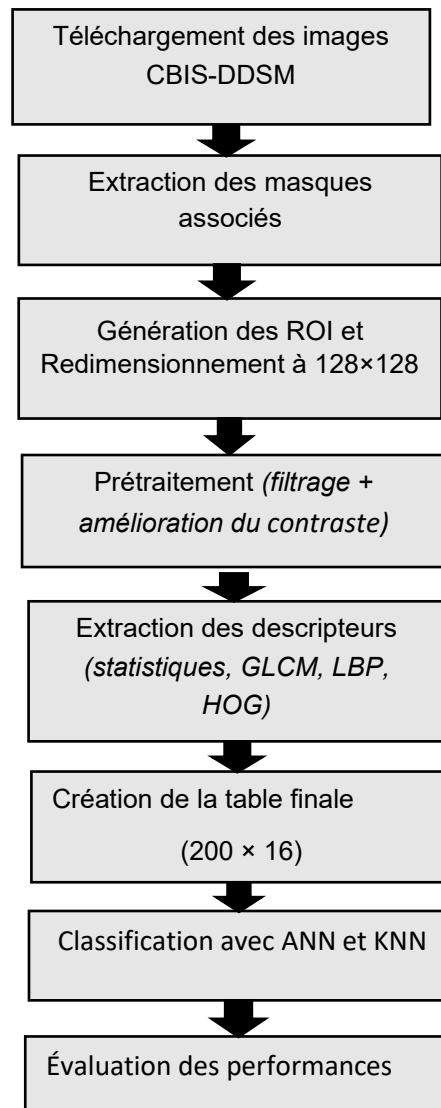 Téléchargement des images
CBIS-DDSM
Extraction des masques
associés
Génération des ROI et
Redimensionnement à 128×128
Prétraitement (filtrage +
amélioration du contraste)
Extraction des descripteurs
(statistiques, GLCM, LBP,
HOG)
Création de la table finale
(200 × 16)
Classification avec ANN et KNN
Évaluation des performances